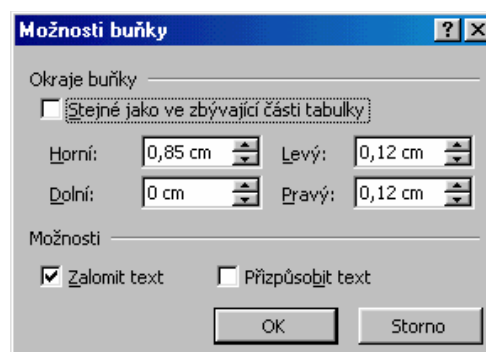 Možnosti buňky
Okraje buňky
Stejné jako ve zbývající části tabulky
Horní: 0,85 cm Levý: 0,12 cm
Dolní: 0 cm Pravý: 0,12 cm
Možnosti
Zalomit text Přizpůsobit text
OK Storno